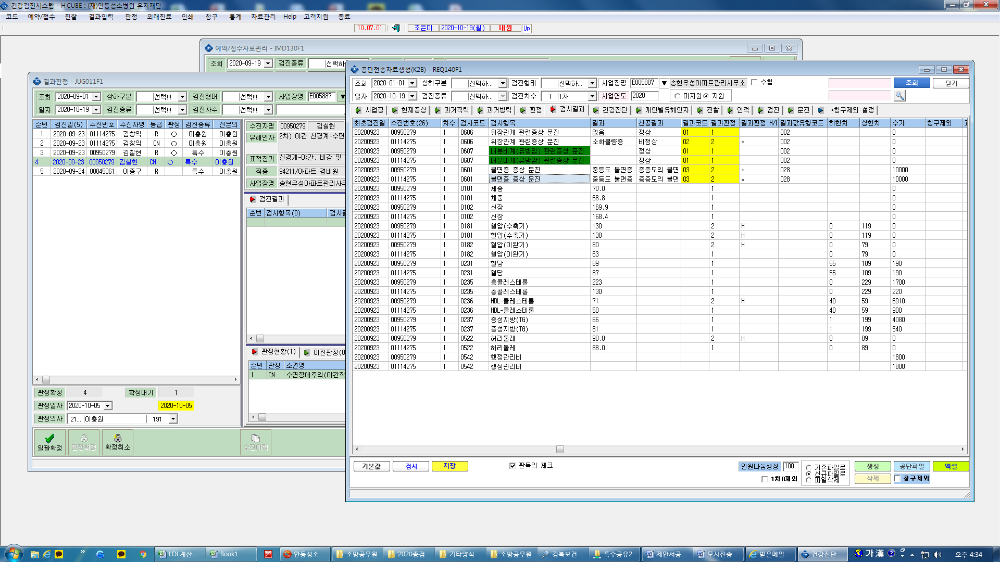 건강검진시스템 - H-CUBE : (재)안동성소병원 유지재단
코드 예약/접수 진찰 결과입력 판정 외래진료 인쇄 청구 통계 자료관리 Help 고객지원 종료
10.07.01 조은미 2020-10-19(월) 내원 Up
예약/접수자료관리 - IMD130F1
조회 2020-09-19 검진종류 선택하
결과판정 - JUG011F1
조회 2020-09-01 상하구분 선택!!! 검진형태 선택!!! 사업장명 E005887
일자 2020-10-19 검진종류 선택!!! 검진차수 선택!!!
순번 검진일(5) 수진번호 수진자명 등급 판정 검진종류 전문의
1 2020-09-23 01114275 김창익 R ○ 이충원 이충원
2 2020-09-23 01114275 김창익 CN ○ 이충원 이충원
3 2020-09-23 00950279 김칠현 R ○ 특수 이충원
4 2020-09-23 00950279 김칠현 CN ○ 특수 이충원
5 2020-09-24 00845061 이종구 R 특수 이충원
판정확정 4 확정대기 1
판정일자 2020-10-05 2020-10-05
판정의사 21... 이충원 191
일괄확정 판정확정 확정취소 수진이력
수진자명 00950279 김칠현
유해인자 2차) 야간 신경계-수면
표적장기 신경계-야간, 비강 및
직종 94211/아파트 경비원
사업장명 송현우성아파트관리사무
검진결과
순번 검사항목(0) 검사결
판정현황(1) 이전판정(0
순번 판정 소견명
1 CN 수면장애주의(야간작
공단전송자료생성(K2B) - REQ140F1
조회 2020-01-01 상하구분 선택하... 검진형태 선택하... 사업장명 E005887 송현우성아파트관리사무소 수첩 조회 닫기
일자 2020-10-19 검진종류 선택하... 검진차수 1 1차 사업연도 2020 미지원 지원
사업장 현재증상 과거직력 과거병력 판정 검사결과 건강진단 개인별유해인자 진찰 인적 검진 문진 *청구제외 설정
최초검진일 수진번호(26) 차수 검사코드 검사항목 결과 산공결과 결과코드 결과판정 결과판정 H/L 결과값유형코드 하한치 상한치 수가 청구제외
20200923 00950279 1 0606 위장관계 관련증상 문진 없음 정상 01 1 002 0
20200923 01114275 1 0606 위장관계 관련증상 문진 소화불량증 비정상 02 2 * 002 0
20200923 00950279 1 0607 내분비계(유방암) 관련증상 문진 정상 01 1 002 0
20200923 01114275 1 0607 내분비계(유방암) 관련증상 문진 정상 01 1 002 0
20200923 00950279 1 0601 불면증 증상 문진 중등도 불면증 중증도의 불면 03 2 * 028 10000
20200923 01114275 1 0601 불면증 증상 문진 중등도 불면증 중증도의 불면 03 2 * 028 10000
20200923 00950279 1 0101 체중 70.0 1 0
20200923 01114275 1 0101 체중 68.8 1 0
20200923 00950279 1 0102 신장 169.9 1 0
20200923 01114275 1 0102 신장 168.4 1 0
20200923 00950279 1 0181 혈압(수축기) 130 2 H 0 119 0
20200923 01114275 1 0181 혈압(수축기) 138 2 H 0 119 0
20200923 00950279 1 0182 혈압(이완기) 80 2 H 0 79 0
20200923 01114275 1 0182 혈압(이완기) 63 1 0 79 0
20200923 00950279 1 0231 혈당 89 1 55 109 190
20200923 01114275 1 0231 혈당 87 1 55 109 190
20200923 00950279 1 0235 총콜레스테롤 223 1 0 229 1700
20200923 01114275 1 0235 총콜레스테롤 130 1 0 229 220
20200923 00950279 1 0236 HDL-콜레스테롤 71 2 H 40 59 6910
20200923 01114275 1 0236 HDL-콜레스테롤 50 1 40 59 900
20200923 00950279 1 0237 중성지방(TG) 66 1 1 199 4080
20200923 01114275 1 0237 중성지방(TG) 81 1 1 199 540
20200923 00950279 1 0522 허리둘레 90.0 2 H 0 89 0
20200923 01114275 1 0522 허리둘레 88.0 1 0 89 0
20200923 00950279 1 0542 행정관리비 1800
20200923 01114275 1 0542 행정관리비 1800
기본값 검사 저장 판독의 체크 인원나눔생성 100 기존파일로 생성 공단파일 엑셀
신규파일로
1차R제외 파일삭제 삭제 청구제외
LDL계산... Book1 안동성소... 소방공무원 2020종검 기타양식 소방공무원 경북보건 ... 특수공유2 제안서공... 모사전송... 받은메일... 건강진단 ... 가 漢 오후 4:34